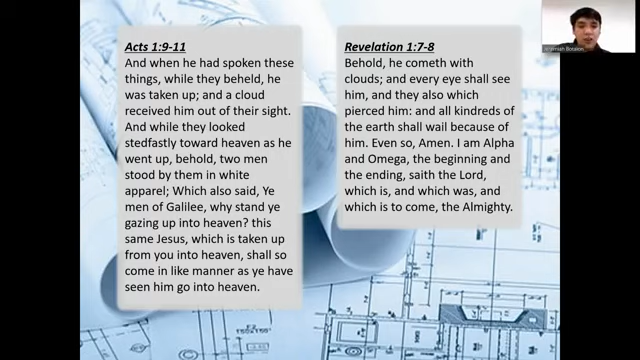 Acts 1:9-11
And when he had spoken these
things, while they beheld, he
was taken up; and a cloud
received him out of their sight.
And while they looked
stedfastly toward heaven as he
went up, behold, two men
stood by them in white
apparel; Which also said, Ye
men of Galilee, why stand ye
gazing up into heaven? this
same Jesus, which is taken up
from you into heaven, shall so
come in like manner as ye have
seen him go into heaven.
Revelation 1:7-8
Behold, he cometh with
clouds; and every eye shall see
him, and they also which
pierced him: and all kindreds of
the earth shall wail because of
him. Even so, Amen. I am Alpha
and Omega, the beginning and
the ending, saith the Lord,
which is, and which was, and
which is to come, the Almighty.